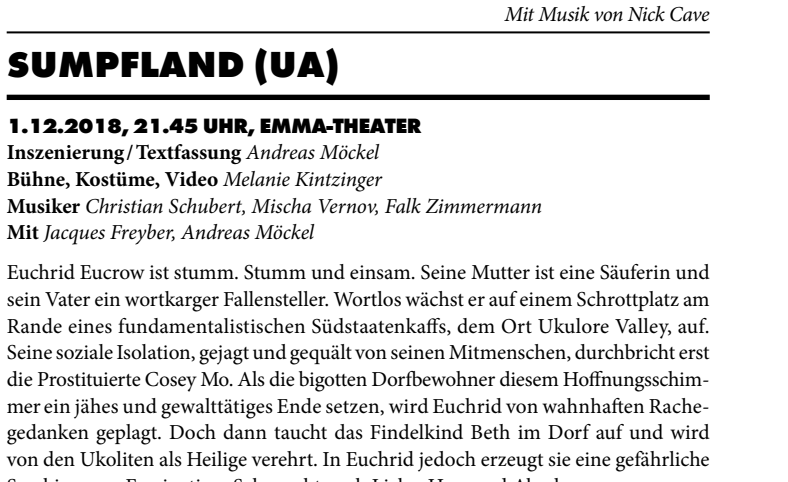 Mit Musik von Nick Cave
SUMPFLAND (UA)
1.12.2018, 21.45 UHR, EMMA-THEATER
Inszenierung/Textfassung Andreas Möckel
Bühne, Kostüme, Video Melanie Kintzinger
Musiker Christian Schubert, Mischa Vernov, Falk Zimmermann
Mit Jacques Freyber, Andreas Möckel
Euchrid Eucrow ist stumm. Stumm und einsam. Seine Mutter ist eine Säuferin und
sein Vater ein wortkarger Fallensteller. Wortlos wächst er auf einem Schrottplatz am
Rande eines fundamentalistischen Südstaatenkaffs, dem Ort Ukulore Valley, auf.
Seine soziale Isolation, gejagt und gequält von seinen Mitmenschen, durchbricht erst
die Prostituierte Cosey Mo. Als die bigotten Dorfbewohner diesem Hoffnungsschim-
mer ein jähes und gewalttätiges Ende setzen, wird Euchrid von wahnhaften Rache-
gedanken geplagt. Doch dann taucht das Findelkind Beth im Dorf auf und wird
von den Ukoliten als Heilige verehrt. In Euchrid jedoch erzeugt sie eine gefährliche